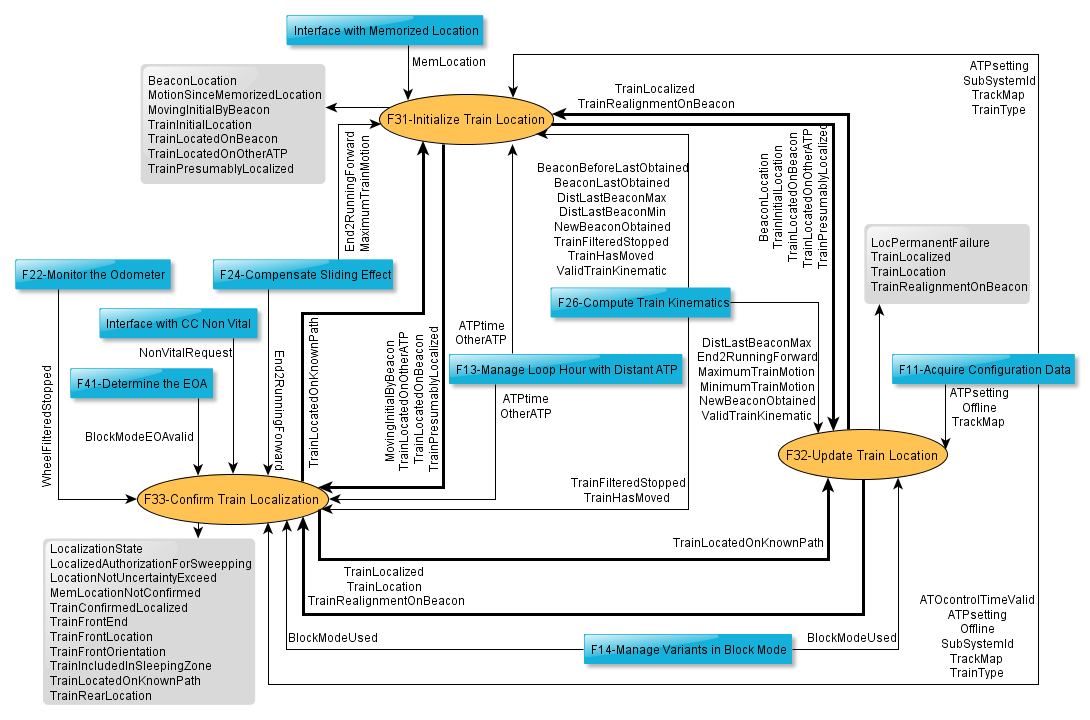 Interface with Memorized Location
MemLocation
ATPsetting
SubSystemId
TrackMap
TrainType
BeaconLocation
MotionSinceMemorizedLocation
MovingInitialByBeacon
TrainInitialLocation
TrainLocatedOnBeacon
TrainLocatedOnOtherATP
TrainPresumablyLocalized
F31-Initialize Train Location
TrainLocalized
TrainRealignmentOnBeacon
End2RunningForward
MaximumTrainMotion
BeaconBeforeLastObtained
BeaconLastObtained
DistLastBeaconMax
DistLastBeaconMin
NewBeaconObtained
TrainFilteredStopped
TrainHasMoved
ValidTrainKinematic
BeaconLocation
TrainInitialLocation
TrainLocatedOnBeacon
TrainLocatedOnOtherATP
TrainPresumablyLocalized
LocPermanentFailure
TrainLocalized
TrainLocation
TrainRealignmentOnBeacon
F22-Monitor the Odometer
F24-Compensate Sliding Effect
F26-Compute Train Kinematics
Interface with CC Non Vital
NonVitalRequest
ATPtime
OtherATP
DistLastBeaconMax
End2RunningForward
MaximumTrainMotion
MinimumTrainMotion
NewBeaconObtained
ValidTrainKinematic
F41-Determine the EOA
F13-Manage Loop Hour with Distant ATP
F11-Acquire Configuration Data
ATPtime
OtherATP
ATPsetting
Offline
TrackMap
WheelFilteredStopped
BlockModeEOAvalid
End2RunningForward
TrainLocatedOnKnownPath
MovingInitialByBeacon
TrainLocatedOnOtherATP
TrainLocatedOnBeacon
TrainPresumablyLocalized
F32-Update Train Location
F33-Confirm Train Localization
TrainFilteredStopped
TrainHasMoved
TrainLocatedOnKnownPath
LocalizationState
LocalizedAuthorizationForSweepping
LocationNotUncertaintyExceed
MemLocationNotConfirmed
TrainConfirmedLocalized
TrainFrontEnd
TrainFrontLocation
TrainFrontOrientation
TrainIncludedInSleepingZone
TrainLocatedOnKnownPath
TrainRearLocation
TrainLocalized
TrainLocation
TrainRealignmentOnBeacon
BlockModeUsed
F14-Manage Variants in Block Mode
BlockModeUsed
ATOcontrolTimeValid
ATPsetting
Offline
SubSystemId
TrackMap
TrainType